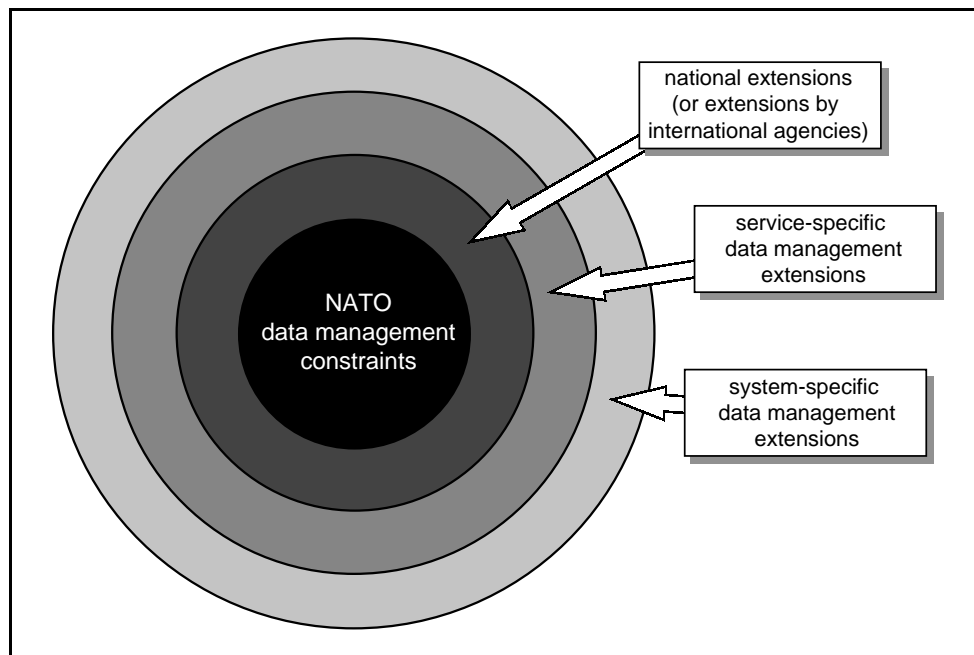 national extensions
(or extensions by
international agencies)
service-specific
data management
extensions
NATO
data management
constraints
system-specific
data management
extensions